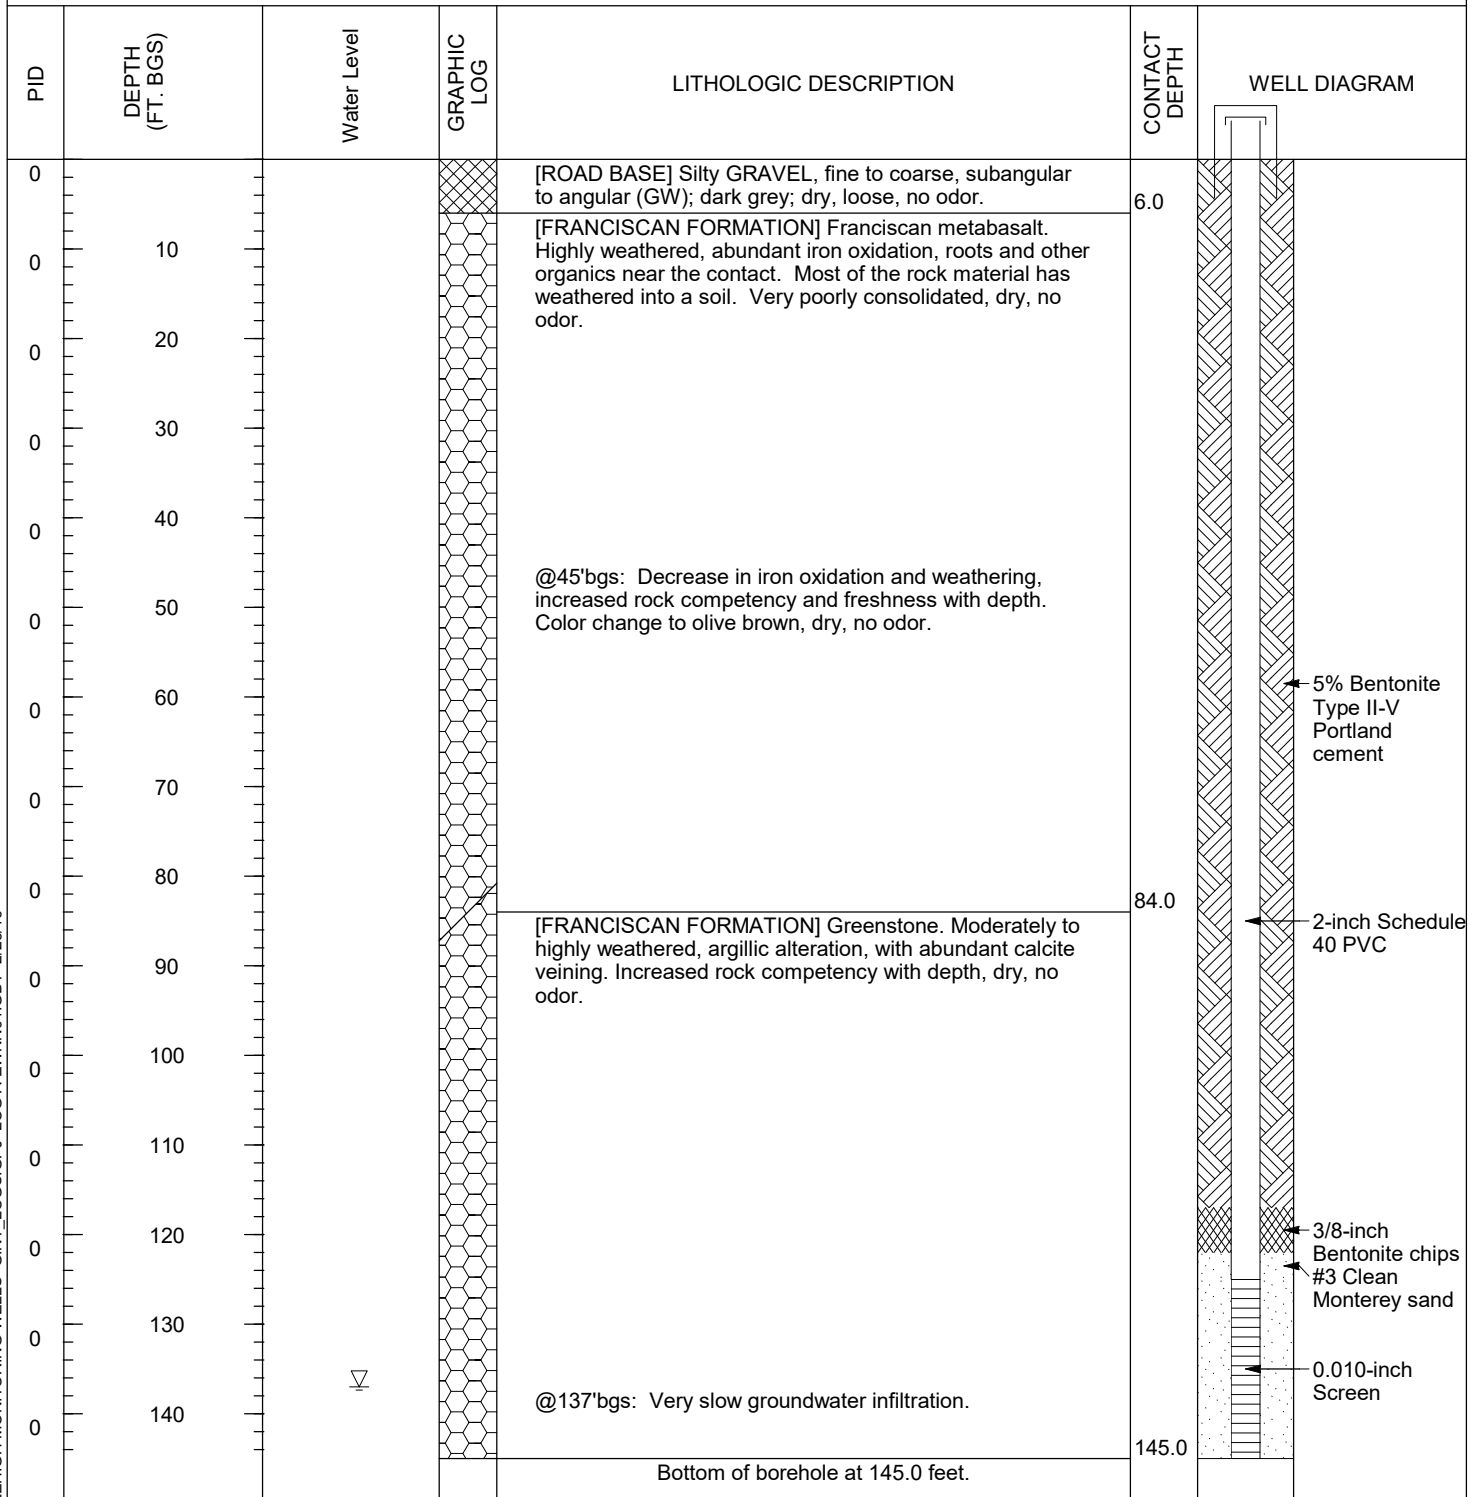 PID
DEPTH
(FT. BGS)
Water Level
GRAPHIC
LOG
LITHOLOGIC DESCRIPTION
CONTACT
DEPTH
WELL DIAGRAM
0
[ROAD BASE] Silty GRAVEL, fine to coarse, subangular
to angular (GW); dark grey; dry, loose, no odor.
6.0
[FRANCISCAN FORMATION] Franciscan metabasalt.
Highly weathered, abundant iron oxidation, roots and other
organics near the contact. Most of the rock material has
weathered into a soil. Very poorly consolidated, dry, no
odor.
10
0
20
0
30
0
40
0
@45'bgs: Decrease in iron oxidation and weathering,
increased rock competency and freshness with depth.
Color change to olive brown, dry, no odor.
50
0
5% Bentonite
Type II-V
Portland
cement
60
0
70
0
80
0
84.0
[FRANCISCAN FORMATION] Greenstone. Moderately to
highly weathered, argillic alteration, with abundant calcite
veining. Increased rock competency with depth, dry, no
odor.
2-inch Schedule
40 PVC
90
0
100
0
110
0
120
0
3/8-inch
Bentonite chips
#3 Clean
Monterey sand
130
0
0.010-inch
Screen
@137'bgs: Very slow groundwater infiltration.
140
0
145.0
Bottom of borehole at 145.0 feet.